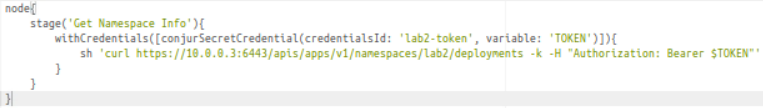 node{
    stage('Get Namespace Info'){
        withCredentials([conjurSecretCredential(credentialsId: 'lab2-token', variable: 'TOKEN')]){
            sh 'curl https://10.0.0.3:6443/apis/apps/v1/namespaces/lab2/deployments -k -H "Authorization: Bearer $TOKEN"'
        }
    }
}